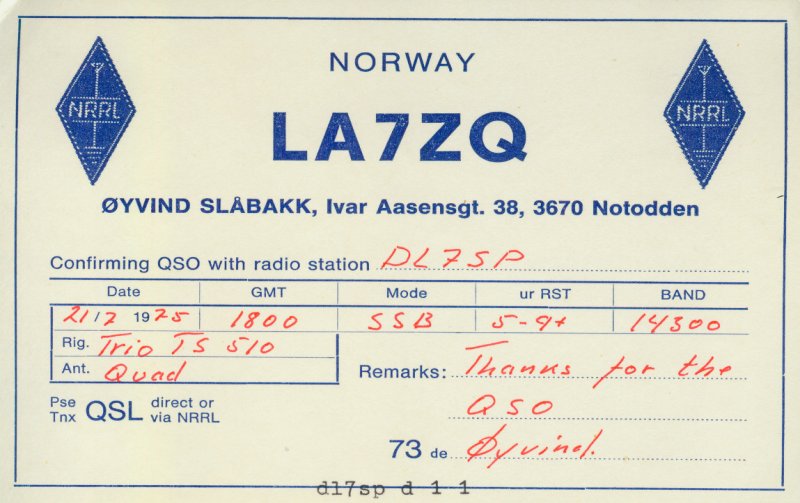 NORWAY
NRRL
NRRL
LA7ZQ
ØYVIND SLÅBAKK, Ivar Aasensgt. 38, 3670 Notodden
Confirming QSO with radio station DL7SP
Date GMT Mode ur RST BAND
21/7 1975 1800 SSB 5-9+ 14300
Rig. Trio TS 510
Ant. Quad
Remarks: Thanks for the
QSO
Pse Tnx QSL direct or via NRRL
73 de Øyvind.
dl7sp d 1 1